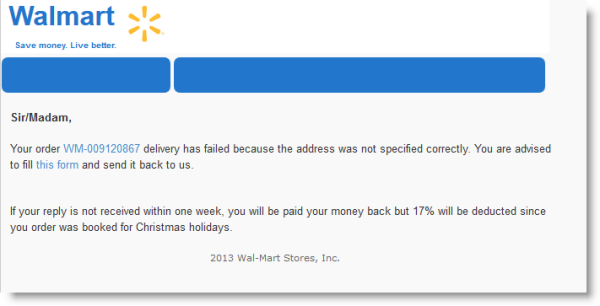 Walmart
Save money. Live better.
Sir/Madam,
Your order WM-009120867 delivery has failed because the address was not specified correctly. You are advised
to fill this form and send it back to us.
If your reply is not received within one week, you will be paid your money back but 17% will be deducted since
you order was booked for Christmas holidays.
2013 Wal-Mart Stores, Inc.